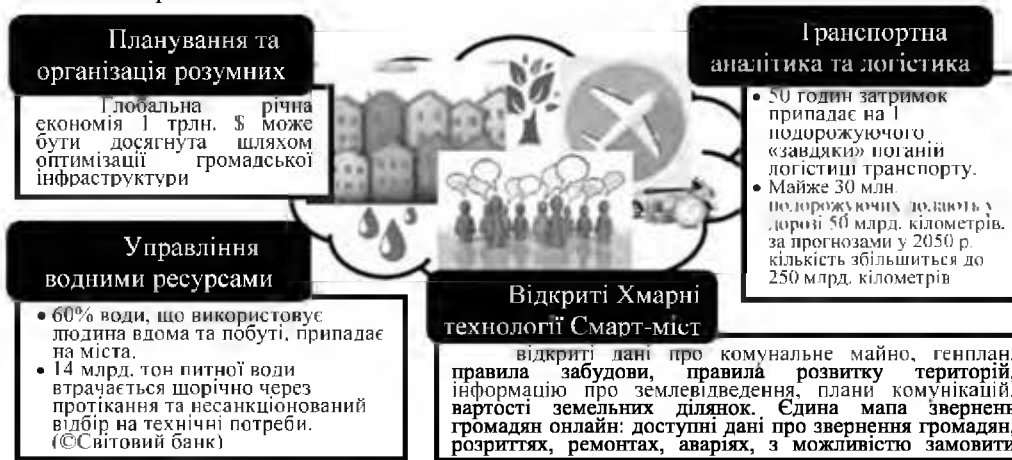 Планування та
організація розумних
Глобальна річна
економія 1 трлн. $ може
бути досягнута шляхом
оптимізації громадської
інфраструктури
Транспортна
аналітика та логістика
• 50 годин затримок
припадає на 1
подорожуючого
«завдяки» поганій
логістиці транспорту.
• Майже 30 млн.
подорожуючих долають у
дорозі 50 млрд. кілометрів.
за прогнозами у 2050 р.
кількість збільшиться до
250 млрд. кілометрів
Управління
водними ресурсами
• 60% води, що використовує
людина вдома та побуті, припадає
на міста.
• 14 млрд. тон питної води
втрачається щорічно через
протікання та несанкціонований
відбір на технічні потреби.
(©Світовий банк)
Відкриті Хмарні
технології Смарт-міст
відкриті дані про комунальне майно, генплан,
правила забудови, правила розвитку територій,
інформацію про землевідведення, плани комунікацій,
вартості земельних ділянок. Єдина мапа звернень
громадян онлайн: доступні дані про звернення громадян,
розриттях, ремонтах, аваріях, з можливістю замовити